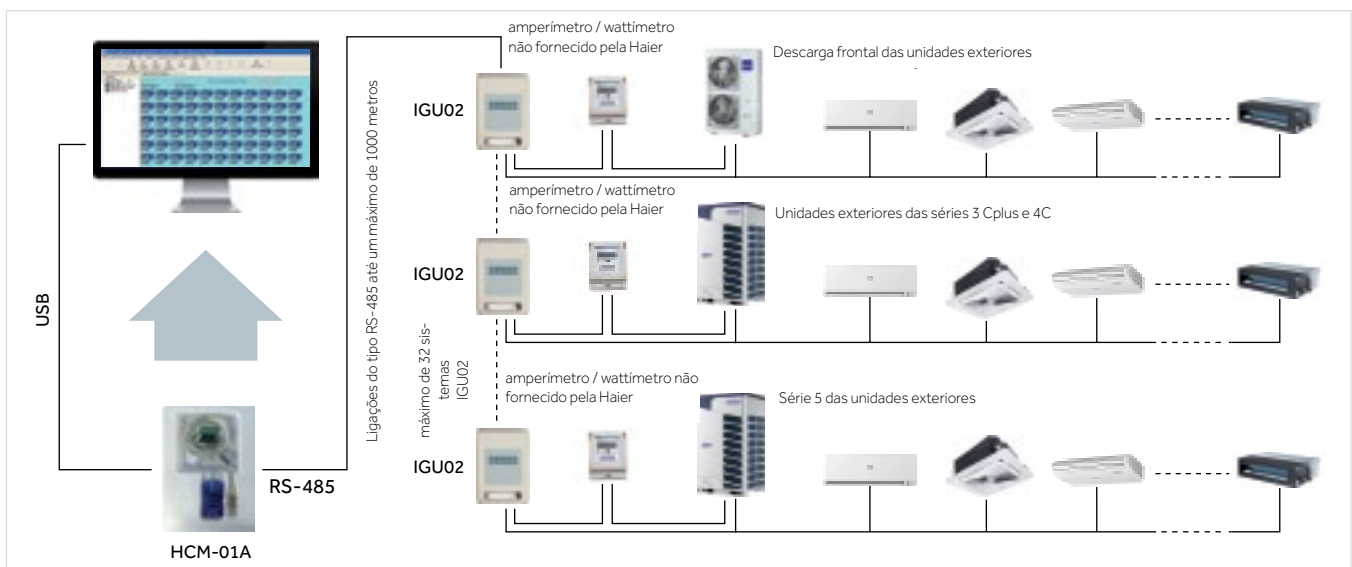 amperímetro / wattímetro
não fornecido pela Haier
Descarga frontal das unidades exteriores
IGU02
amperímetro / wattímetro
não fornecido pela Haier
Unidades exteriores das séries 3 Cplus e 4C
IGU02
amperímetro / wattímetro não
fornecido pela Haier
Série 5 das unidades exteriores
IGU02
Ligações do tipo RS-485 até um máximo de 1000 metros
máximo de 32 sis-
temas
IGU02
USB
RS-485
HCM-01A